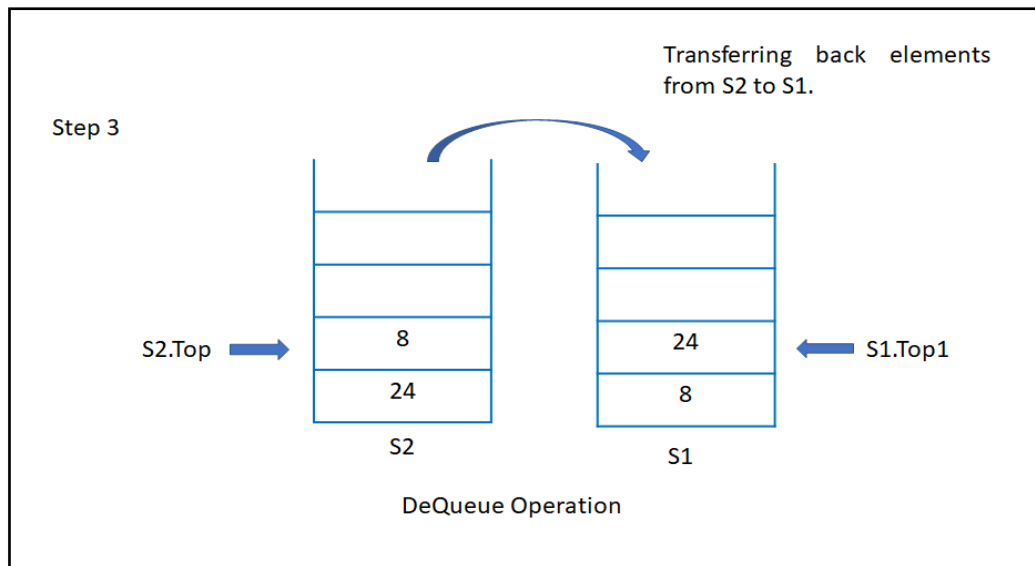 Transferring back elements
from S2 to S1.
Step 3
S2.Top
8
24
24
8
S1.Top1
S2
S1
DeQueue Operation